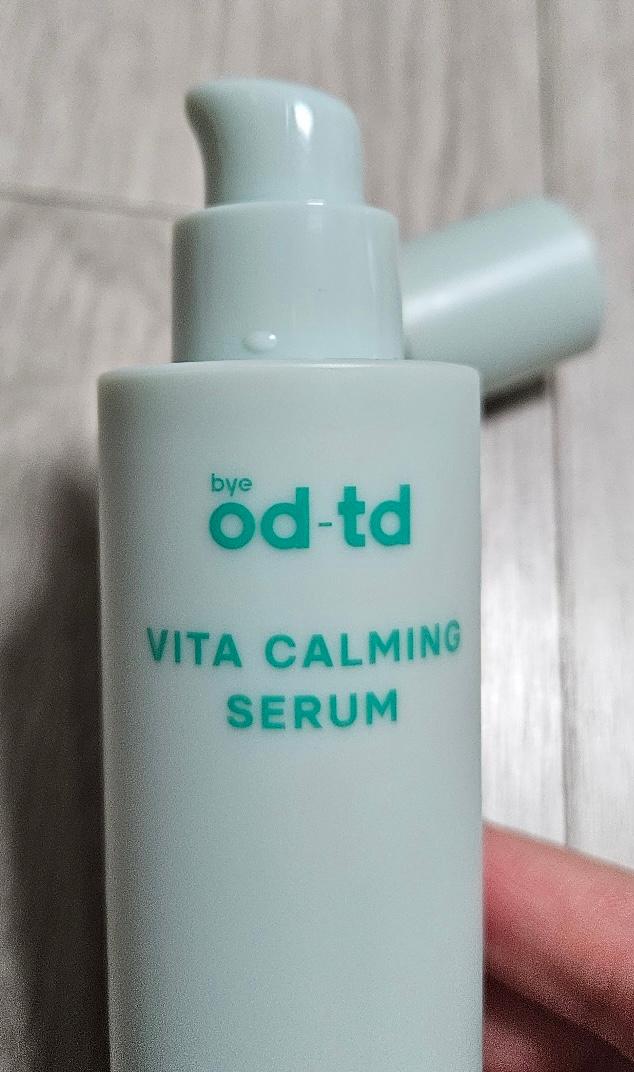 bye
od-td
VITA CALMING
SERUM